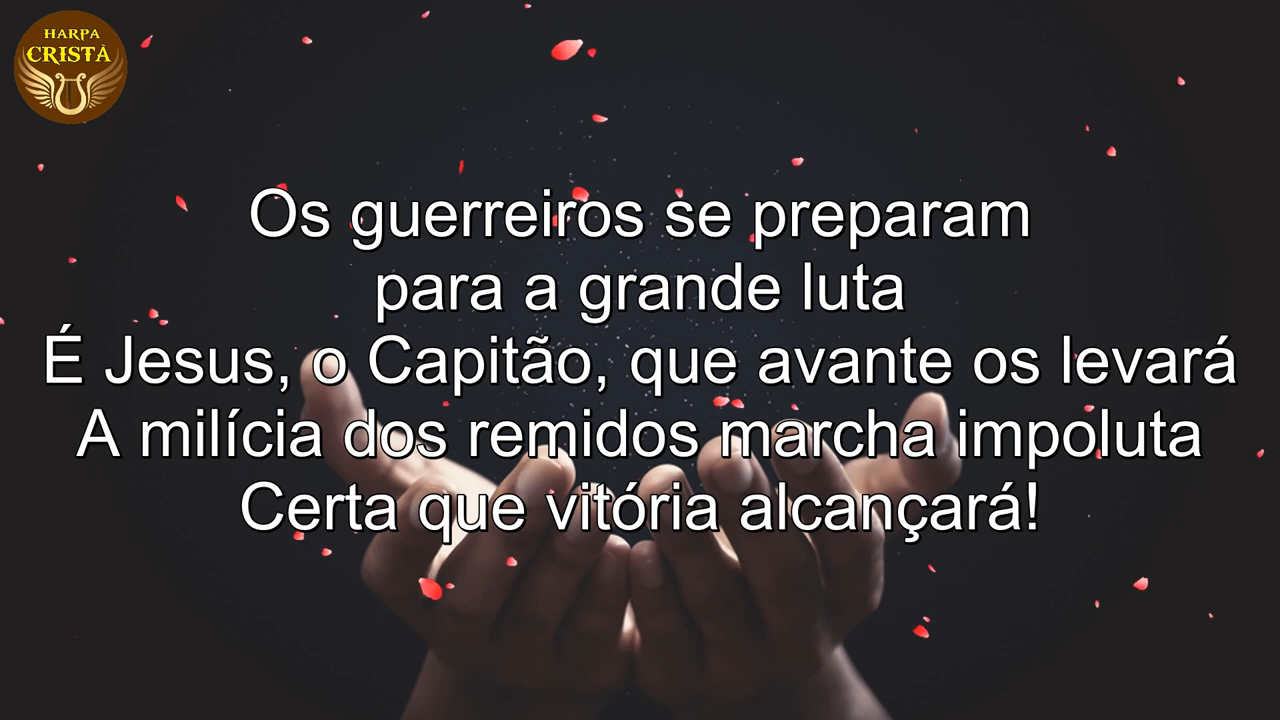 HARPA
CRISTÃ
Os guerreiros se preparam
para a grande luta
É Jesus, o Capitão, que avante os levará
A milícia dos remidos marcha impoluta
Certa que vitória alcançará!